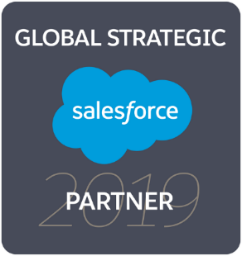 GLOBAL STRATEGIC
salesforce
2019
PARTNER